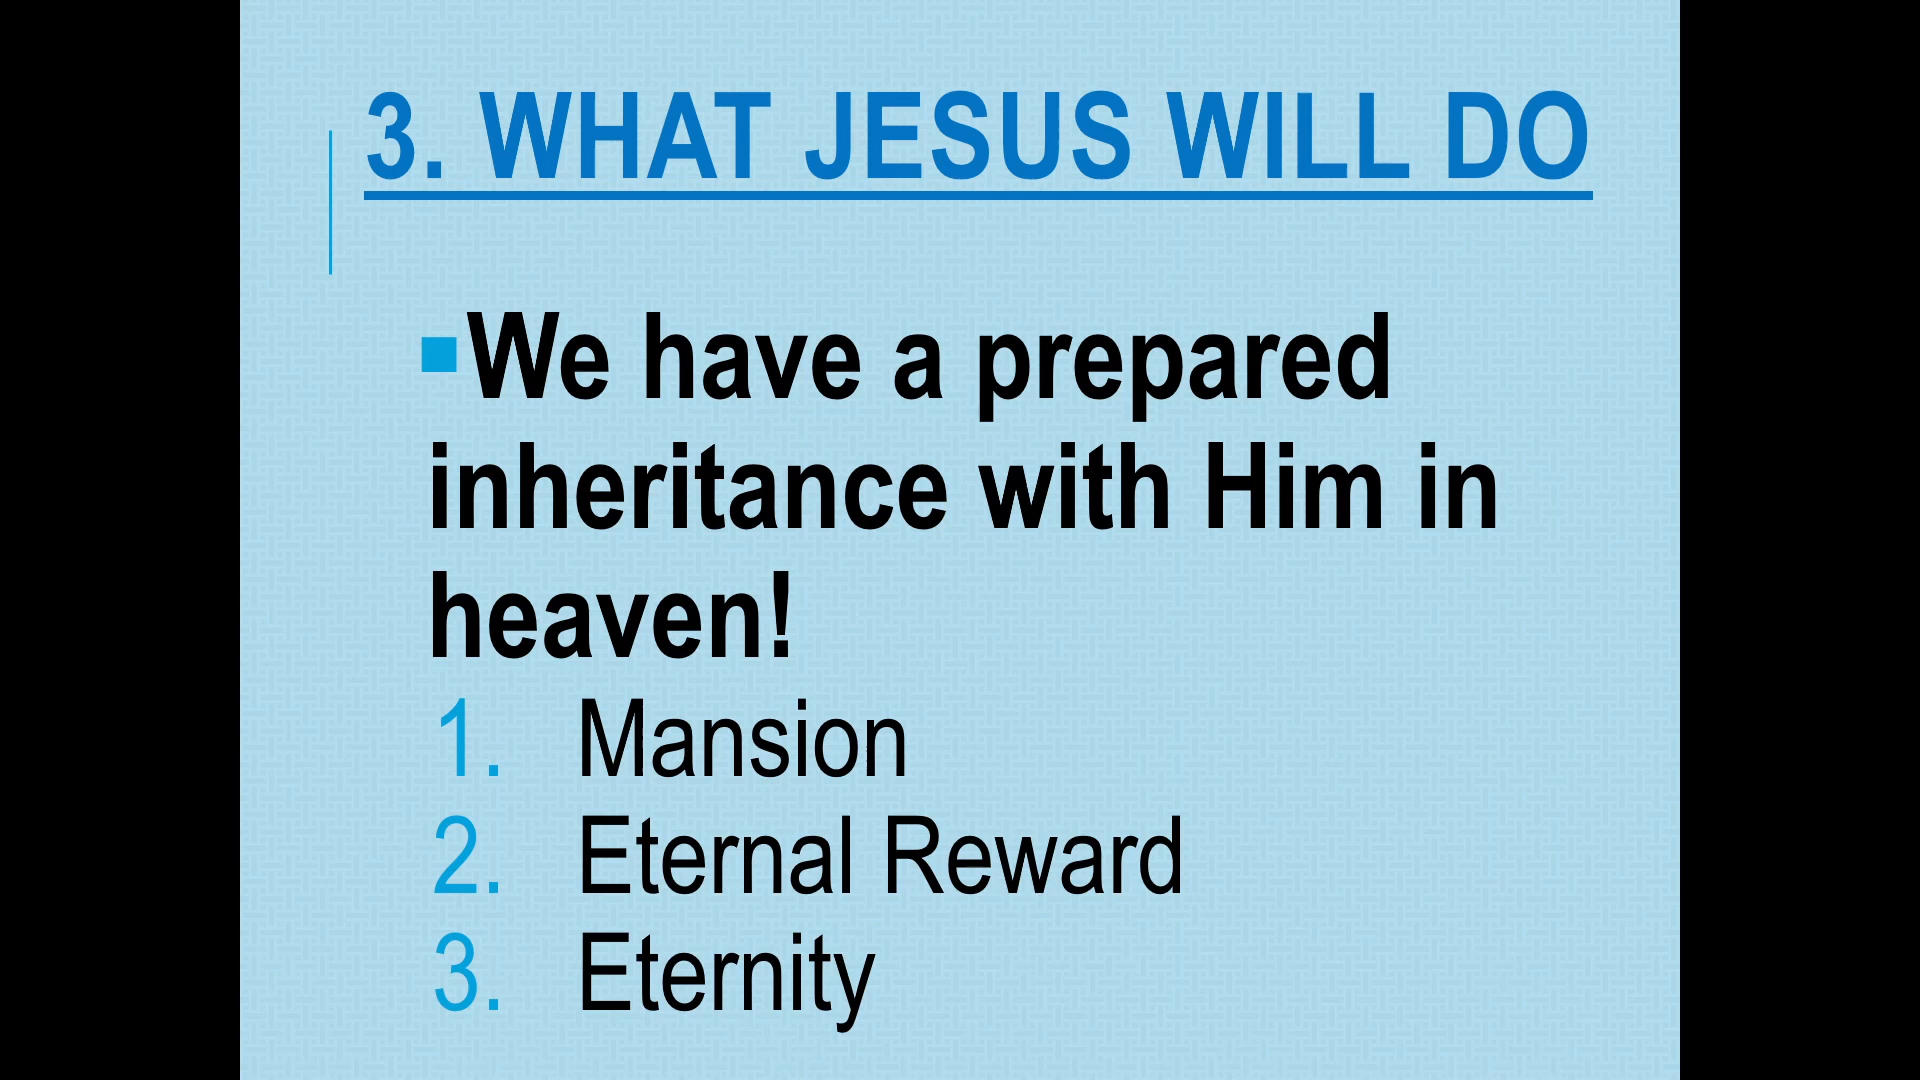 3. WHAT JESUS WILL DO
▪We have a prepared
inheritance with Him in
heaven!
1. Mansion
2. Eternal Reward
3. Eternity